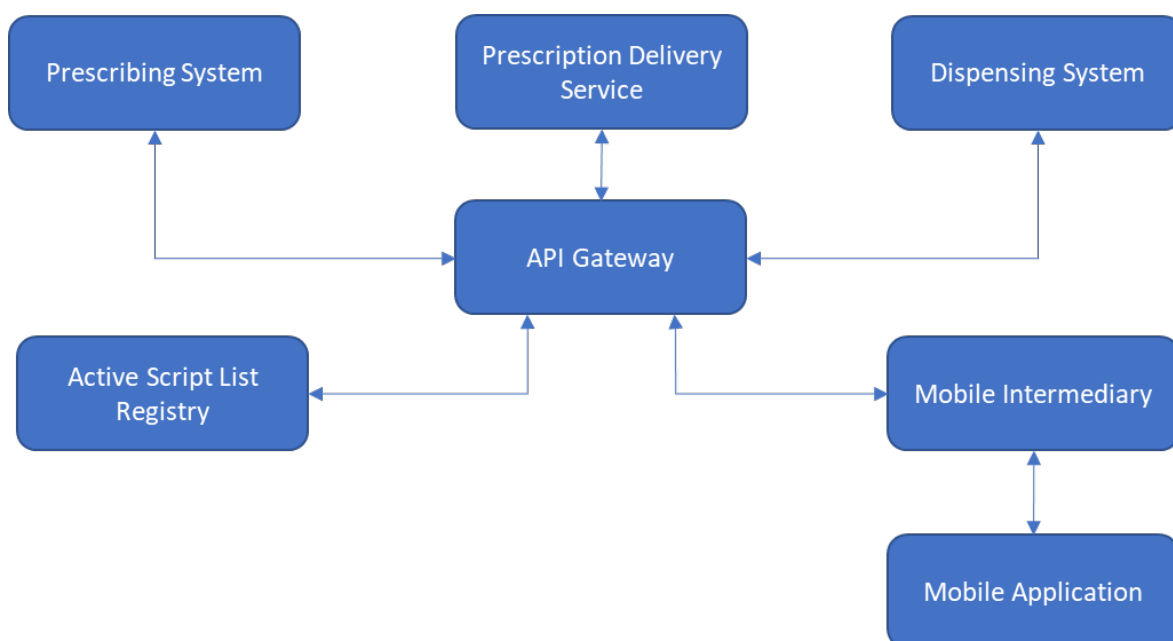 Prescribing System
Prescription Delivery
Service
Dispensing System
API Gateway
Active Script List
Registry
Mobile Intermediary
Mobile Application